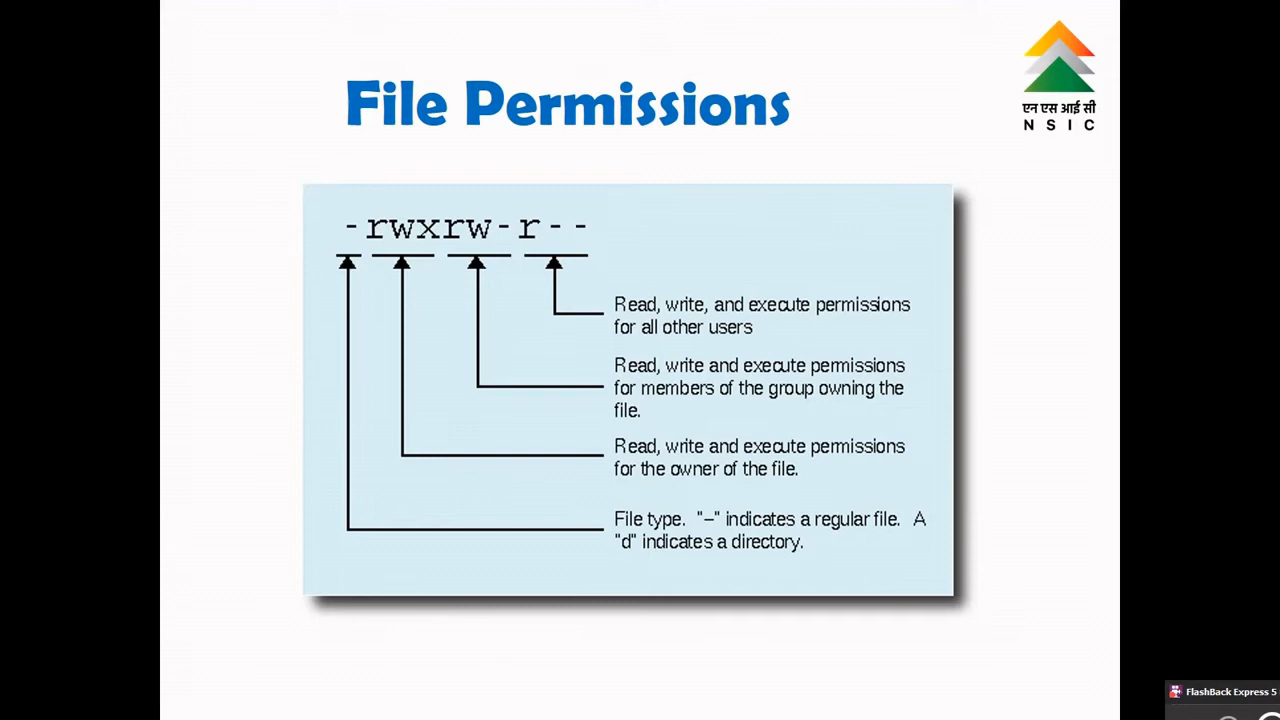 File Permissions
एन एस आई सी
N S I C
-rwxrw-r--
Read, write, and execute permissions
for all other users
Read, write and execute permissions
for members of the group owning the
file.
Read, write and execute permissions
for the owner of the file.
File type. "–" indicates a regular file. A
"d" indicates a directory.
FlashBack Express 5